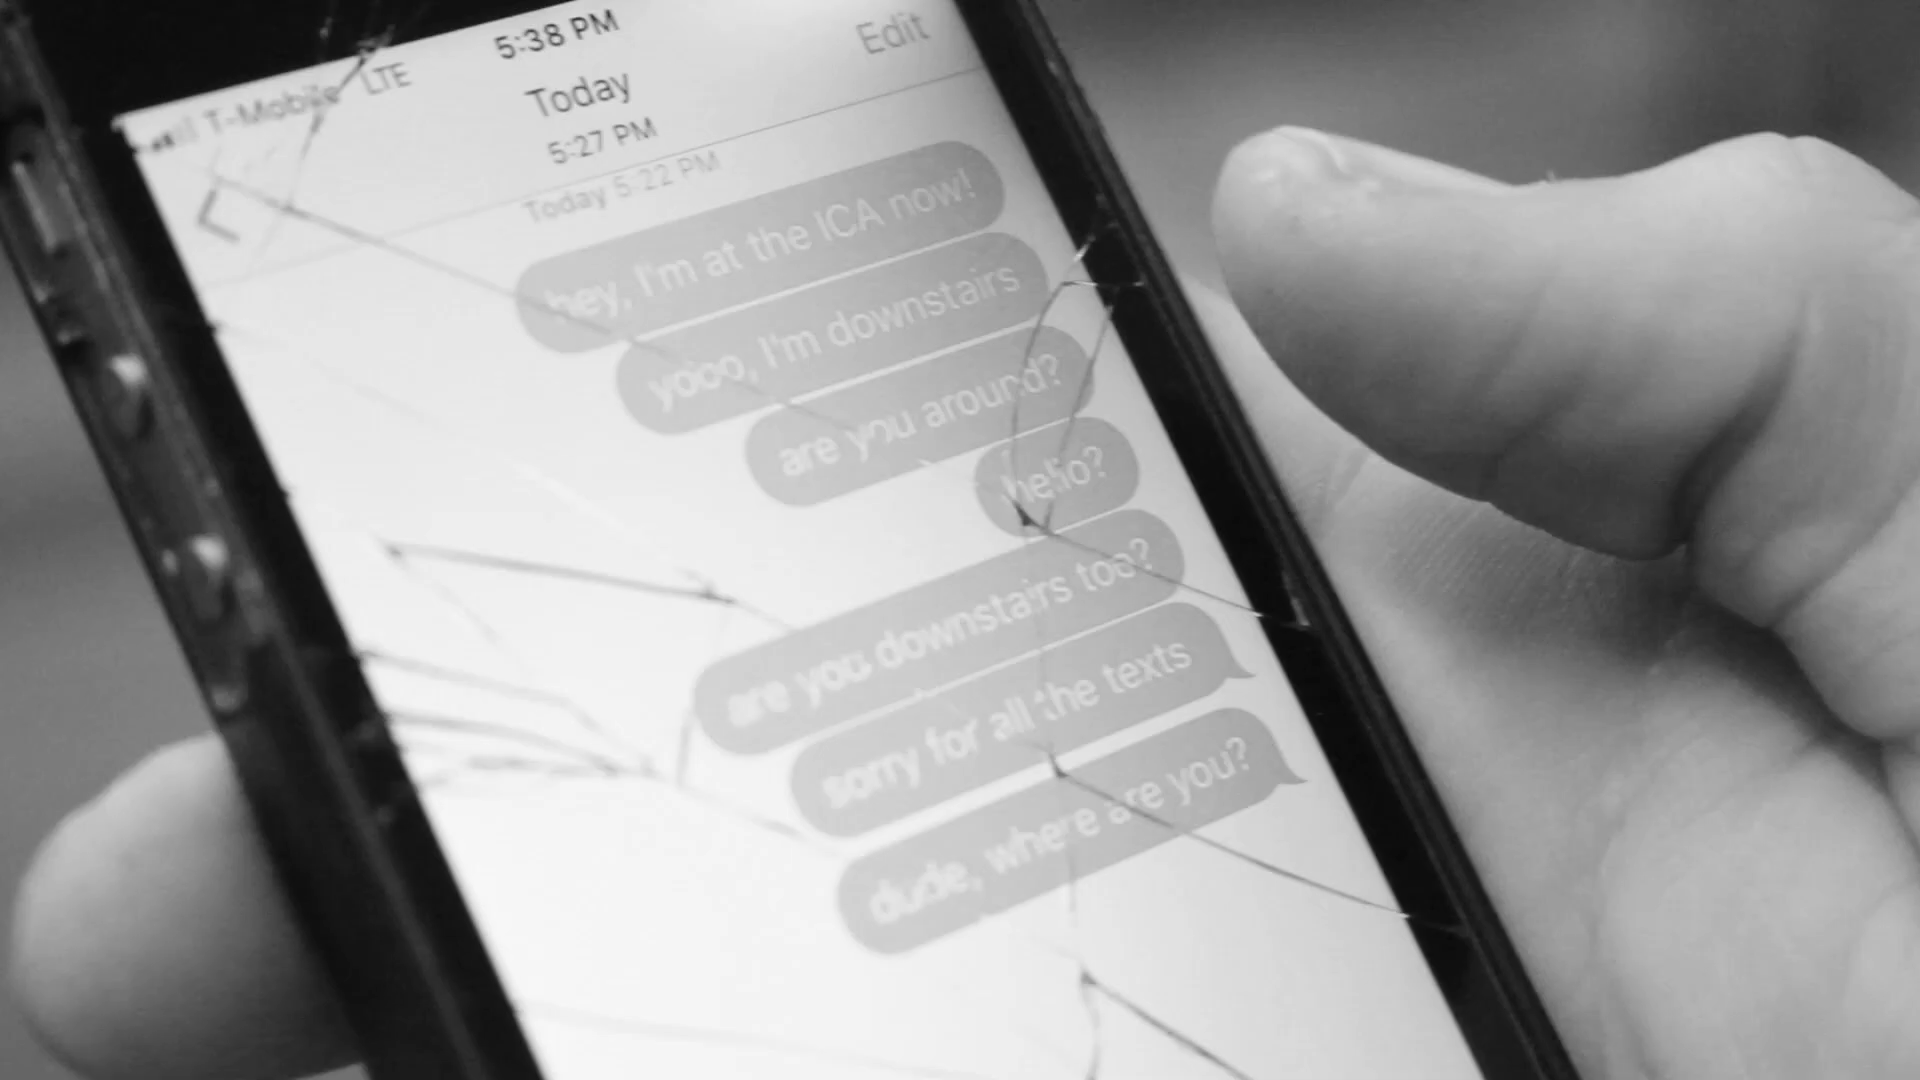 5:38 PM
T-Mobile LTE
Today
Edit
5:27 PM
Today 5:22 PM
hey, I'm at the ICA now!
yooo, I'm downstairs
are you around?
hello?
are you downstairs too?
sorry for all the texts
dude, where are you?